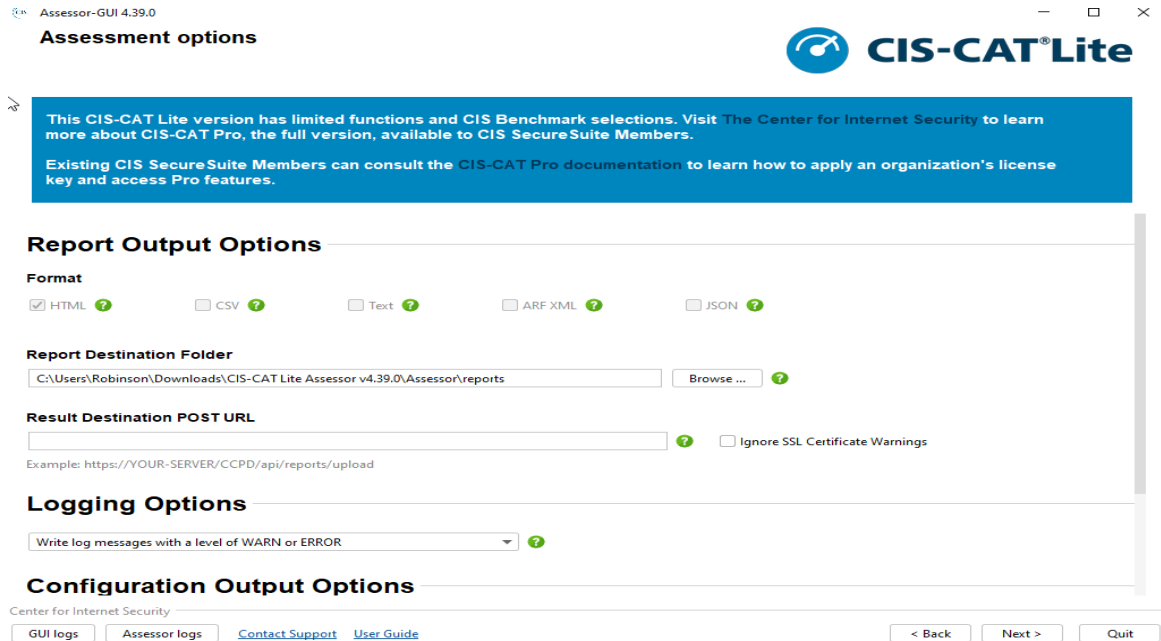 CIS Assessor-GUI 4.39.0
Assessment options
CIS-CAT®Lite
This CIS-CAT Lite version has limited functions and CIS Benchmark selections. Visit The Center for Internet Security to learn
more about CIS-CAT Pro, the full version, available to CIS SecureSuite Members.
Existing CIS SecureSuite Members can consult the CIS-CAT Pro documentation to learn how to apply an organization's license
key and access Pro features.
Report Output Options
Format
HTML ? CSV ? Text ? ARF XML ? JSON ?
Report Destination Folder
C:\Users\Robinson\Downloads\CIS-CAT Lite Assessor v4.39.0\Assessor\reports Browse ... ?
Result Destination POST URL
? Ignore SSL Certificate Warnings
Example: https://YOUR-SERVER/CCPD/api/reports/upload
Logging Options
Write log messages with a level of WARN or ERROR ?
Configuration Output Options
Center for Internet Security
GUI logs Assessor logs Contact Support User Guide < Back Next > Quit